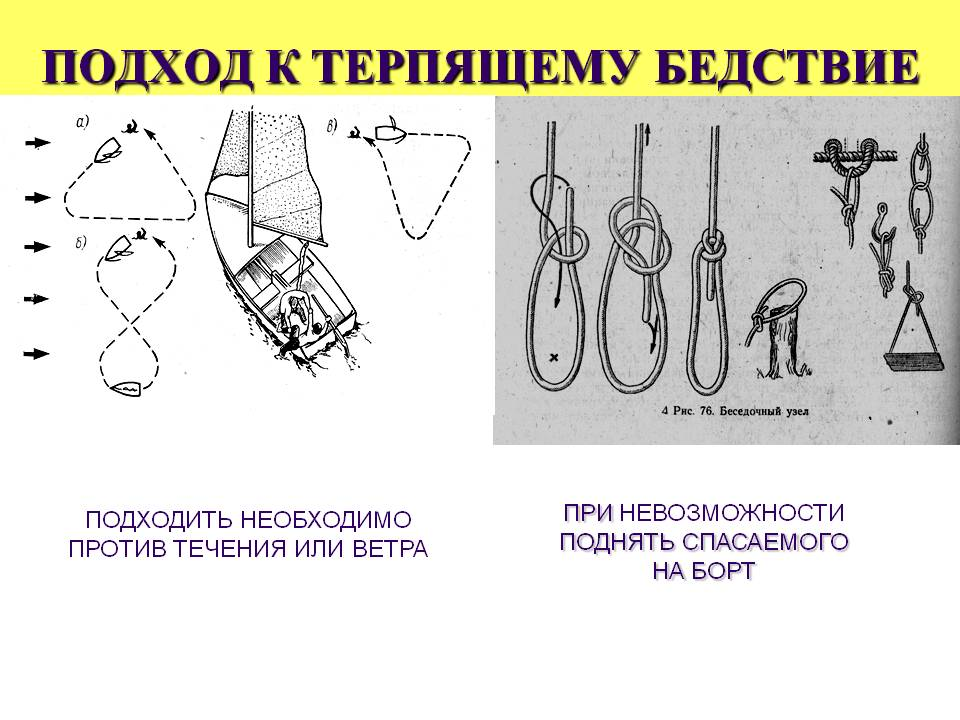 ПОДХОД К ТЕРПЯЩЕМУ БЕДСТВИЕ
а)
в)
б)
4 Рис. 76. Беседочный узел
ПОДХОДИТЬ НЕОБХОДИМО
ПРОТИВ ТЕЧЕНИЯ ИЛИ ВЕТРА
ПРИ НЕВОЗМОЖНОСТИ
ПОДНЯТЬ СПАСАЕМОГО
НА БОРТ